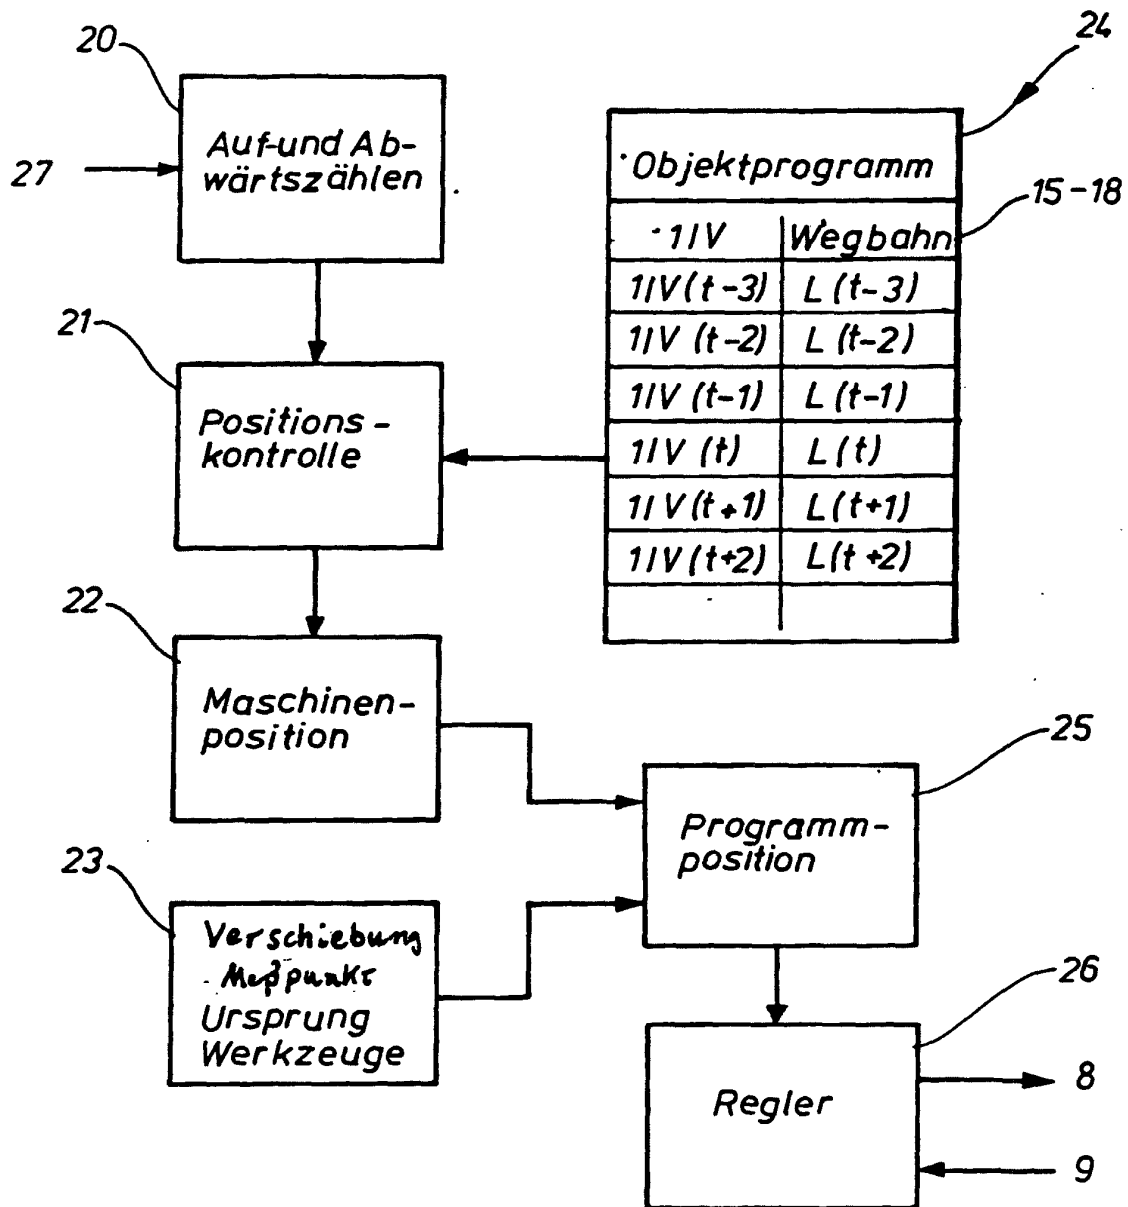 20
24
Auf-und Ab-
wärtszählen
27
Objektprogramm
15-18
1/V Wegbahn
1/V(t-3) L(t-3)
1/V(t-2) L(t-2)
1/V(t-1) L(t-1)
1/V(t) L(t)
1/V(t+1) L(t+1)
1/V(t+2) L(t+2)
21
Positions-
kontrolle
22
Maschinen-
position
25
Programm-
position
23
Verschiebung
Meßpunkt
Ursprung
Werkzeuge
26
Regler
8
9